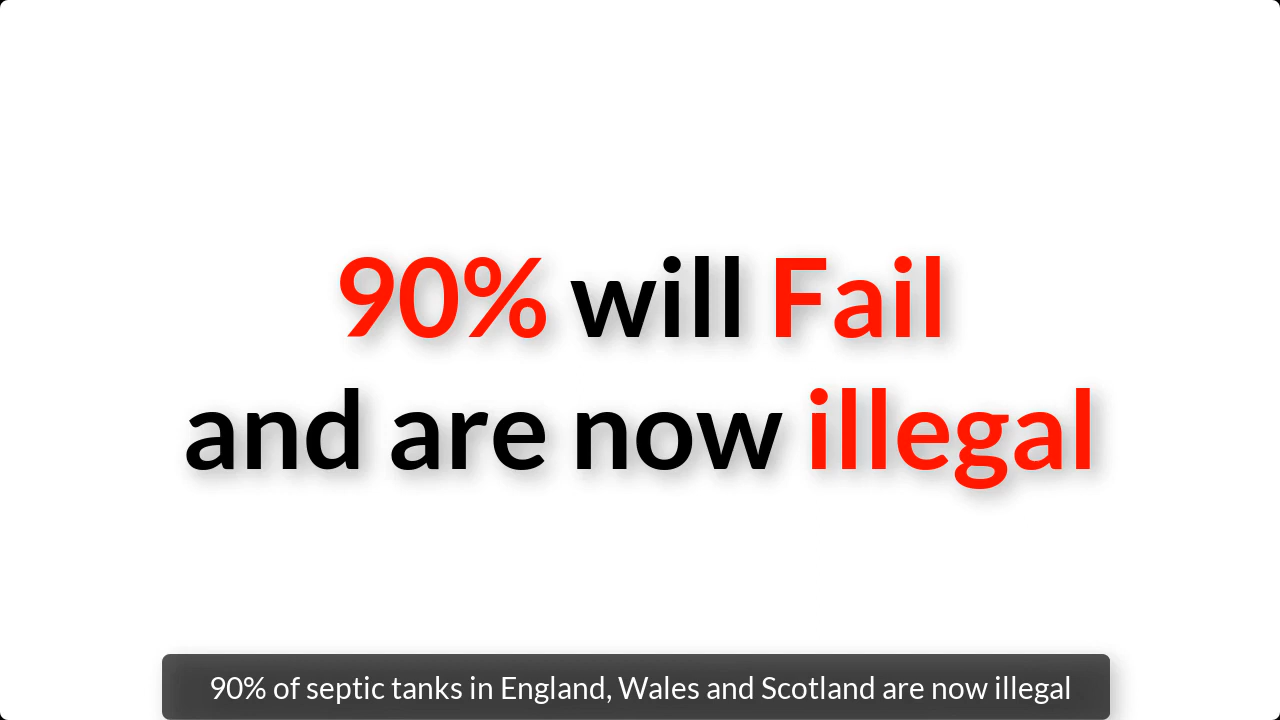 90% will Fail
and are now illegal
90% of septic tanks in England, Wales and Scotland are now illegal